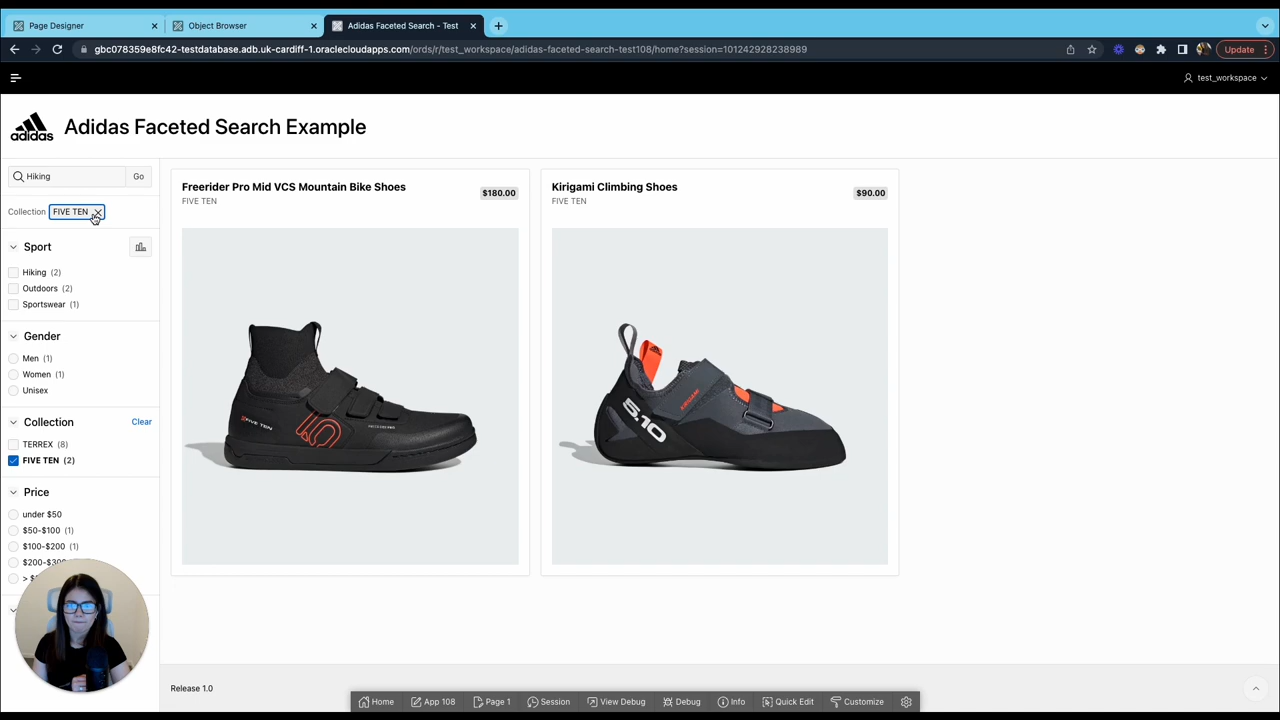 Page Designer
Object Browser
Adidas Faceted Search - Test
gbc078359e8fc42-testdatabase.adb.uk-cardiff-1.oraclecloudapps.com/ords/r/test_workspace/adidas-faceted-search-test108/home?session=101242928238989
Update
test_workspace
adidas
Adidas Faceted Search Example
Hiking
Go
Collection FIVE TEN
Sport
Hiking (2)
Outdoors (2)
Sportswear (1)
Gender
Men (1)
Women (1)
Unisex
Collection Clear
TERREX (8)
FIVE TEN (2)
Price
under $50
$50-$100 (1)
$100-$200 (1)
Freerider Pro Mid VCS Mountain Bike Shoes
FIVE TEN
$180.00
FIVE TEN
Kirigami Climbing Shoes
FIVE TEN
$90.00
5.10
KIRIGAMI
Release 1.0
Home App 108 Page 1 Session View Debug Debug Info Quick Edit Customize